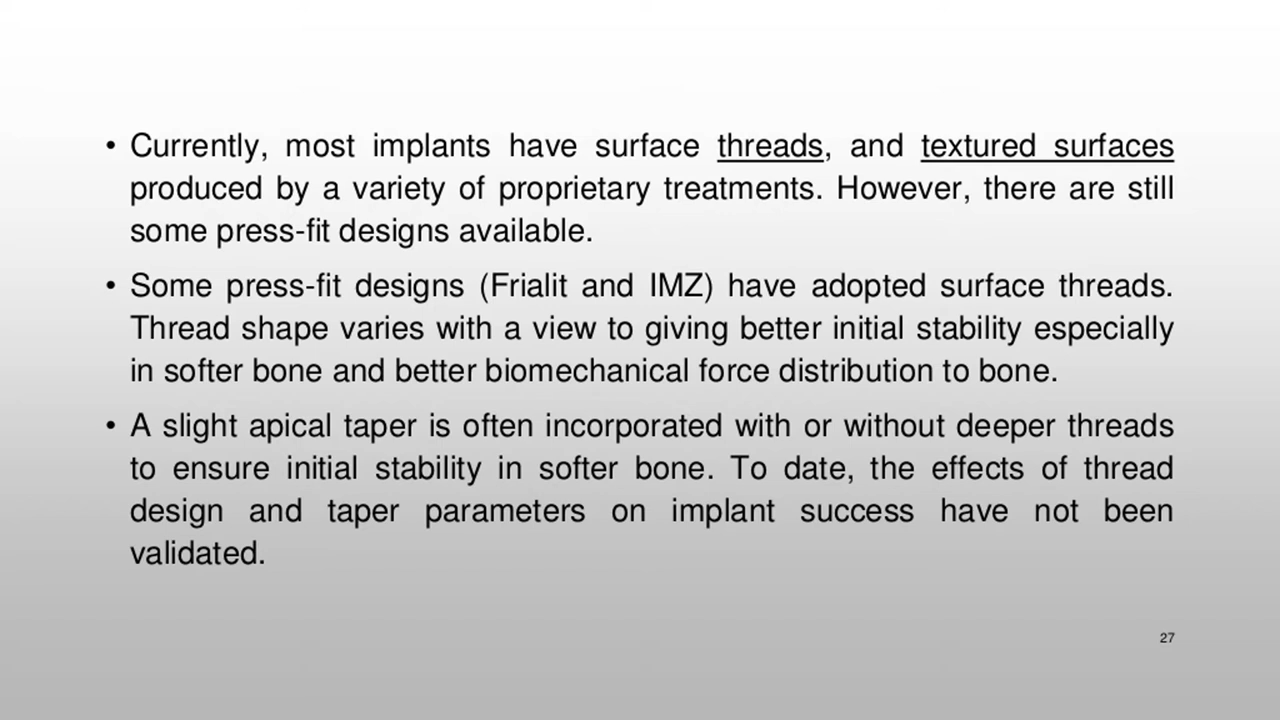 • Currently, most implants have surface threads, and textured surfaces
produced by a variety of proprietary treatments. However, there are still
some press-fit designs available.
• Some press-fit designs (Frialit and IMZ) have adopted surface threads.
Thread shape varies with a view to giving better initial stability especially
in softer bone and better biomechanical force distribution to bone.
• A slight apical taper is often incorporated with or without deeper threads
to ensure initial stability in softer bone. To date, the effects of thread
design and taper parameters on implant success have not been
validated.
27